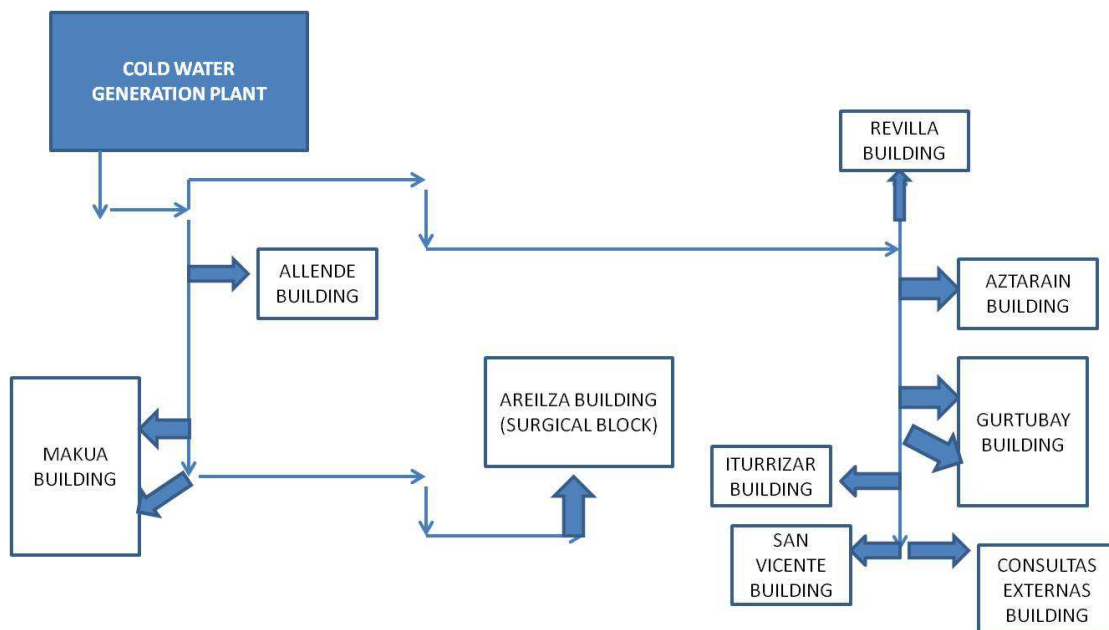 COLD WATER
GENERATION PLANT
REVILLA
BUILDING
ALLENDE
BUILDING
AZTARAIN
BUILDING
AREILZA BUILDING
(SURGICAL BLOCK)
GURTUBAY
BUILDING
MAKUA
BUILDING
ITURRIZAR
BUILDING
SAN
VICENTE
BUILDING
CONSULTAS
EXTERNAS
BUILDING